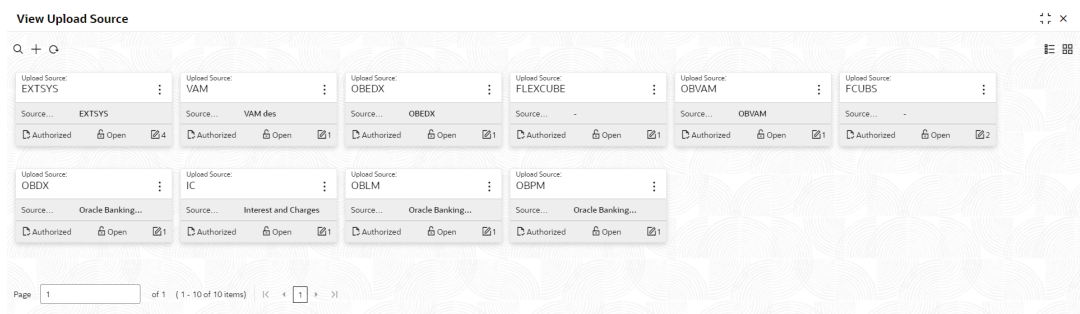 View Upload Source
Upload Source:
EXTSYS
Source... EXTSYS
Authorized Open 4
Upload Source:
VAM
Source... VAM des
Authorized Open 1
Upload Source:
OBEDX
Source... OBEDX
Authorized Open 1
Upload Source:
FLEXCUBE
Source... -
Authorized Open 1
Upload Source:
OBVAM
Source... OBVAM
Authorized Open 1
Upload Source:
FCUBS
Source... -
Authorized Open 2
Upload Source:
OBDX
Source... Oracle Banking...
Authorized Open 1
Upload Source:
IC
Source... Interest and Charges
Authorized Open 1
Upload Source:
OBLM
Source... Oracle Banking...
Authorized Open 1
Upload Source:
OBPM
Source... Oracle Banking...
Authorized Open 1
Page 1 of 1 (1 - 10 of 10 items) 1